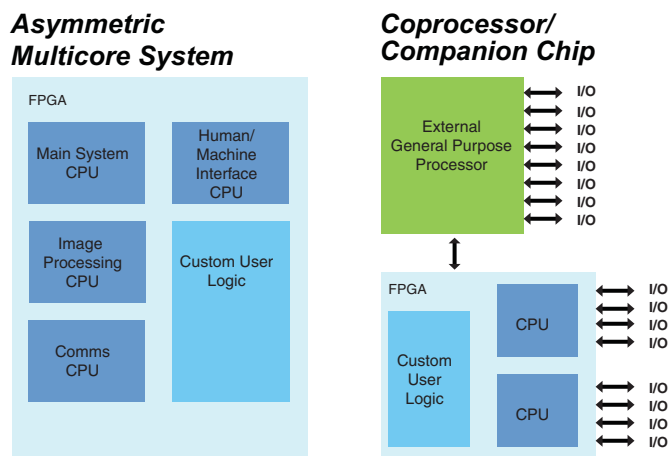 Asymmetric
Multicore System
FPGA
Main System
CPU
Human/
Machine
Interface
CPU
Image
Processing
CPU
Custom User
Logic
Comms
CPU
Coprocessor/
Companion Chip
External
General Purpose
Processor
I/O
I/O
I/O
I/O
I/O
I/O
I/O
I/O
FPGA
Custom
User
Logic
CPU
I/O
I/O
I/O
I/O
CPU
I/O
I/O
I/O
I/O